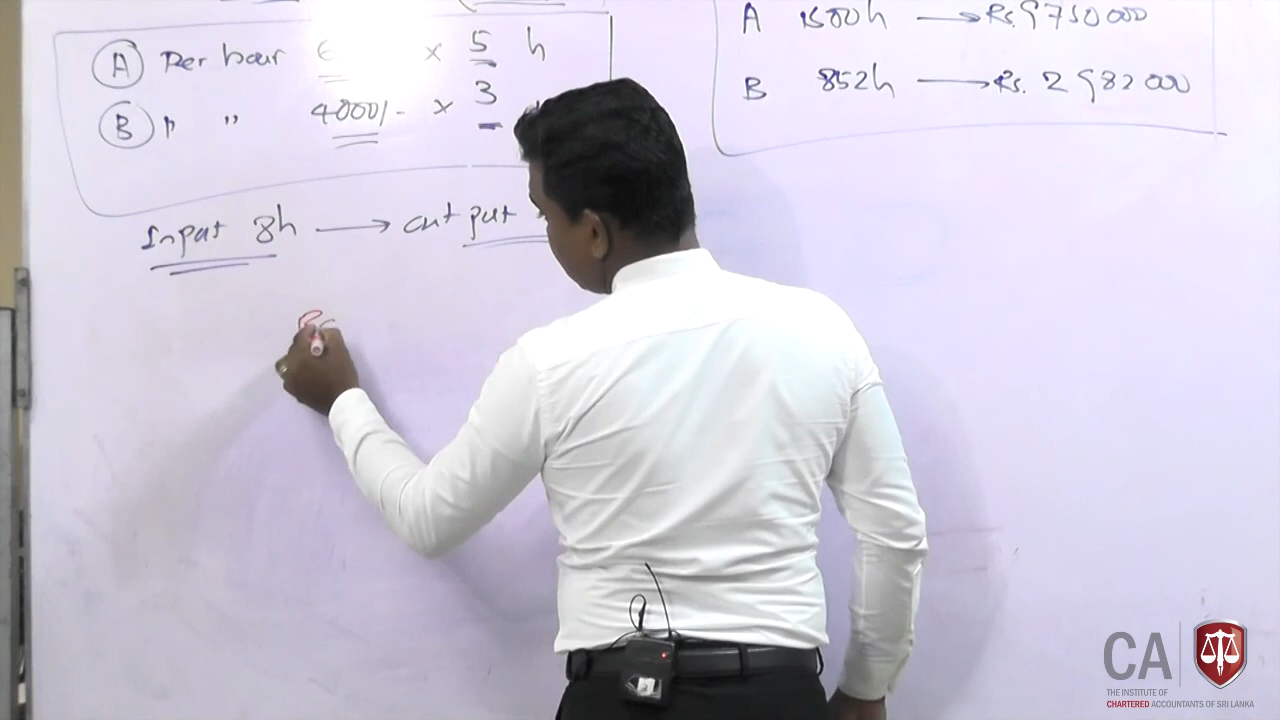 A Per hour × 5 h
B " " 4000/- × 3
Input 8h → out put
A 1500h → Rs. 9750000
B 852h → Rs. 2982000
CA
THE INSTITUTE OF
CHARTERED ACCOUNTANTS OF SRI LANKA